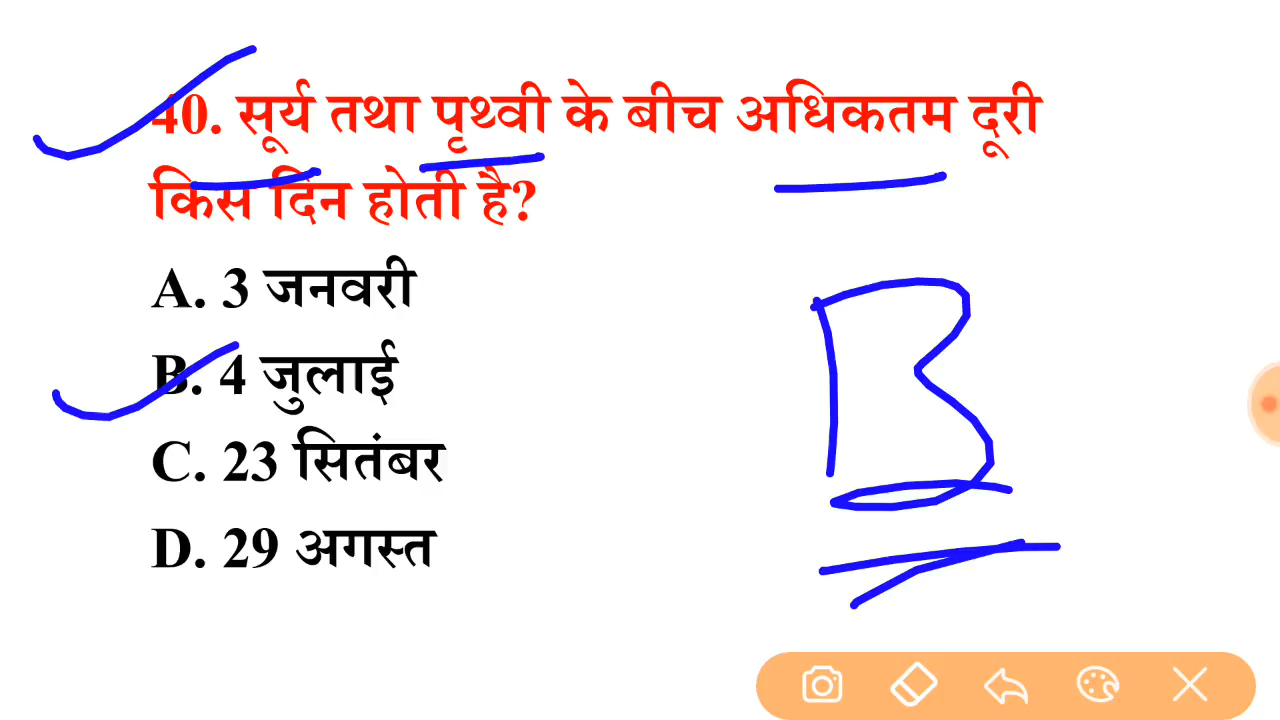 40. सूर्य तथा पृथ्वी के बीच अधिकतम दूरी
किस दिन होती है?
A. 3 जनवरी
B. 4 जुलाई
C. 23 सितंबर
D. 29 अगस्त
B